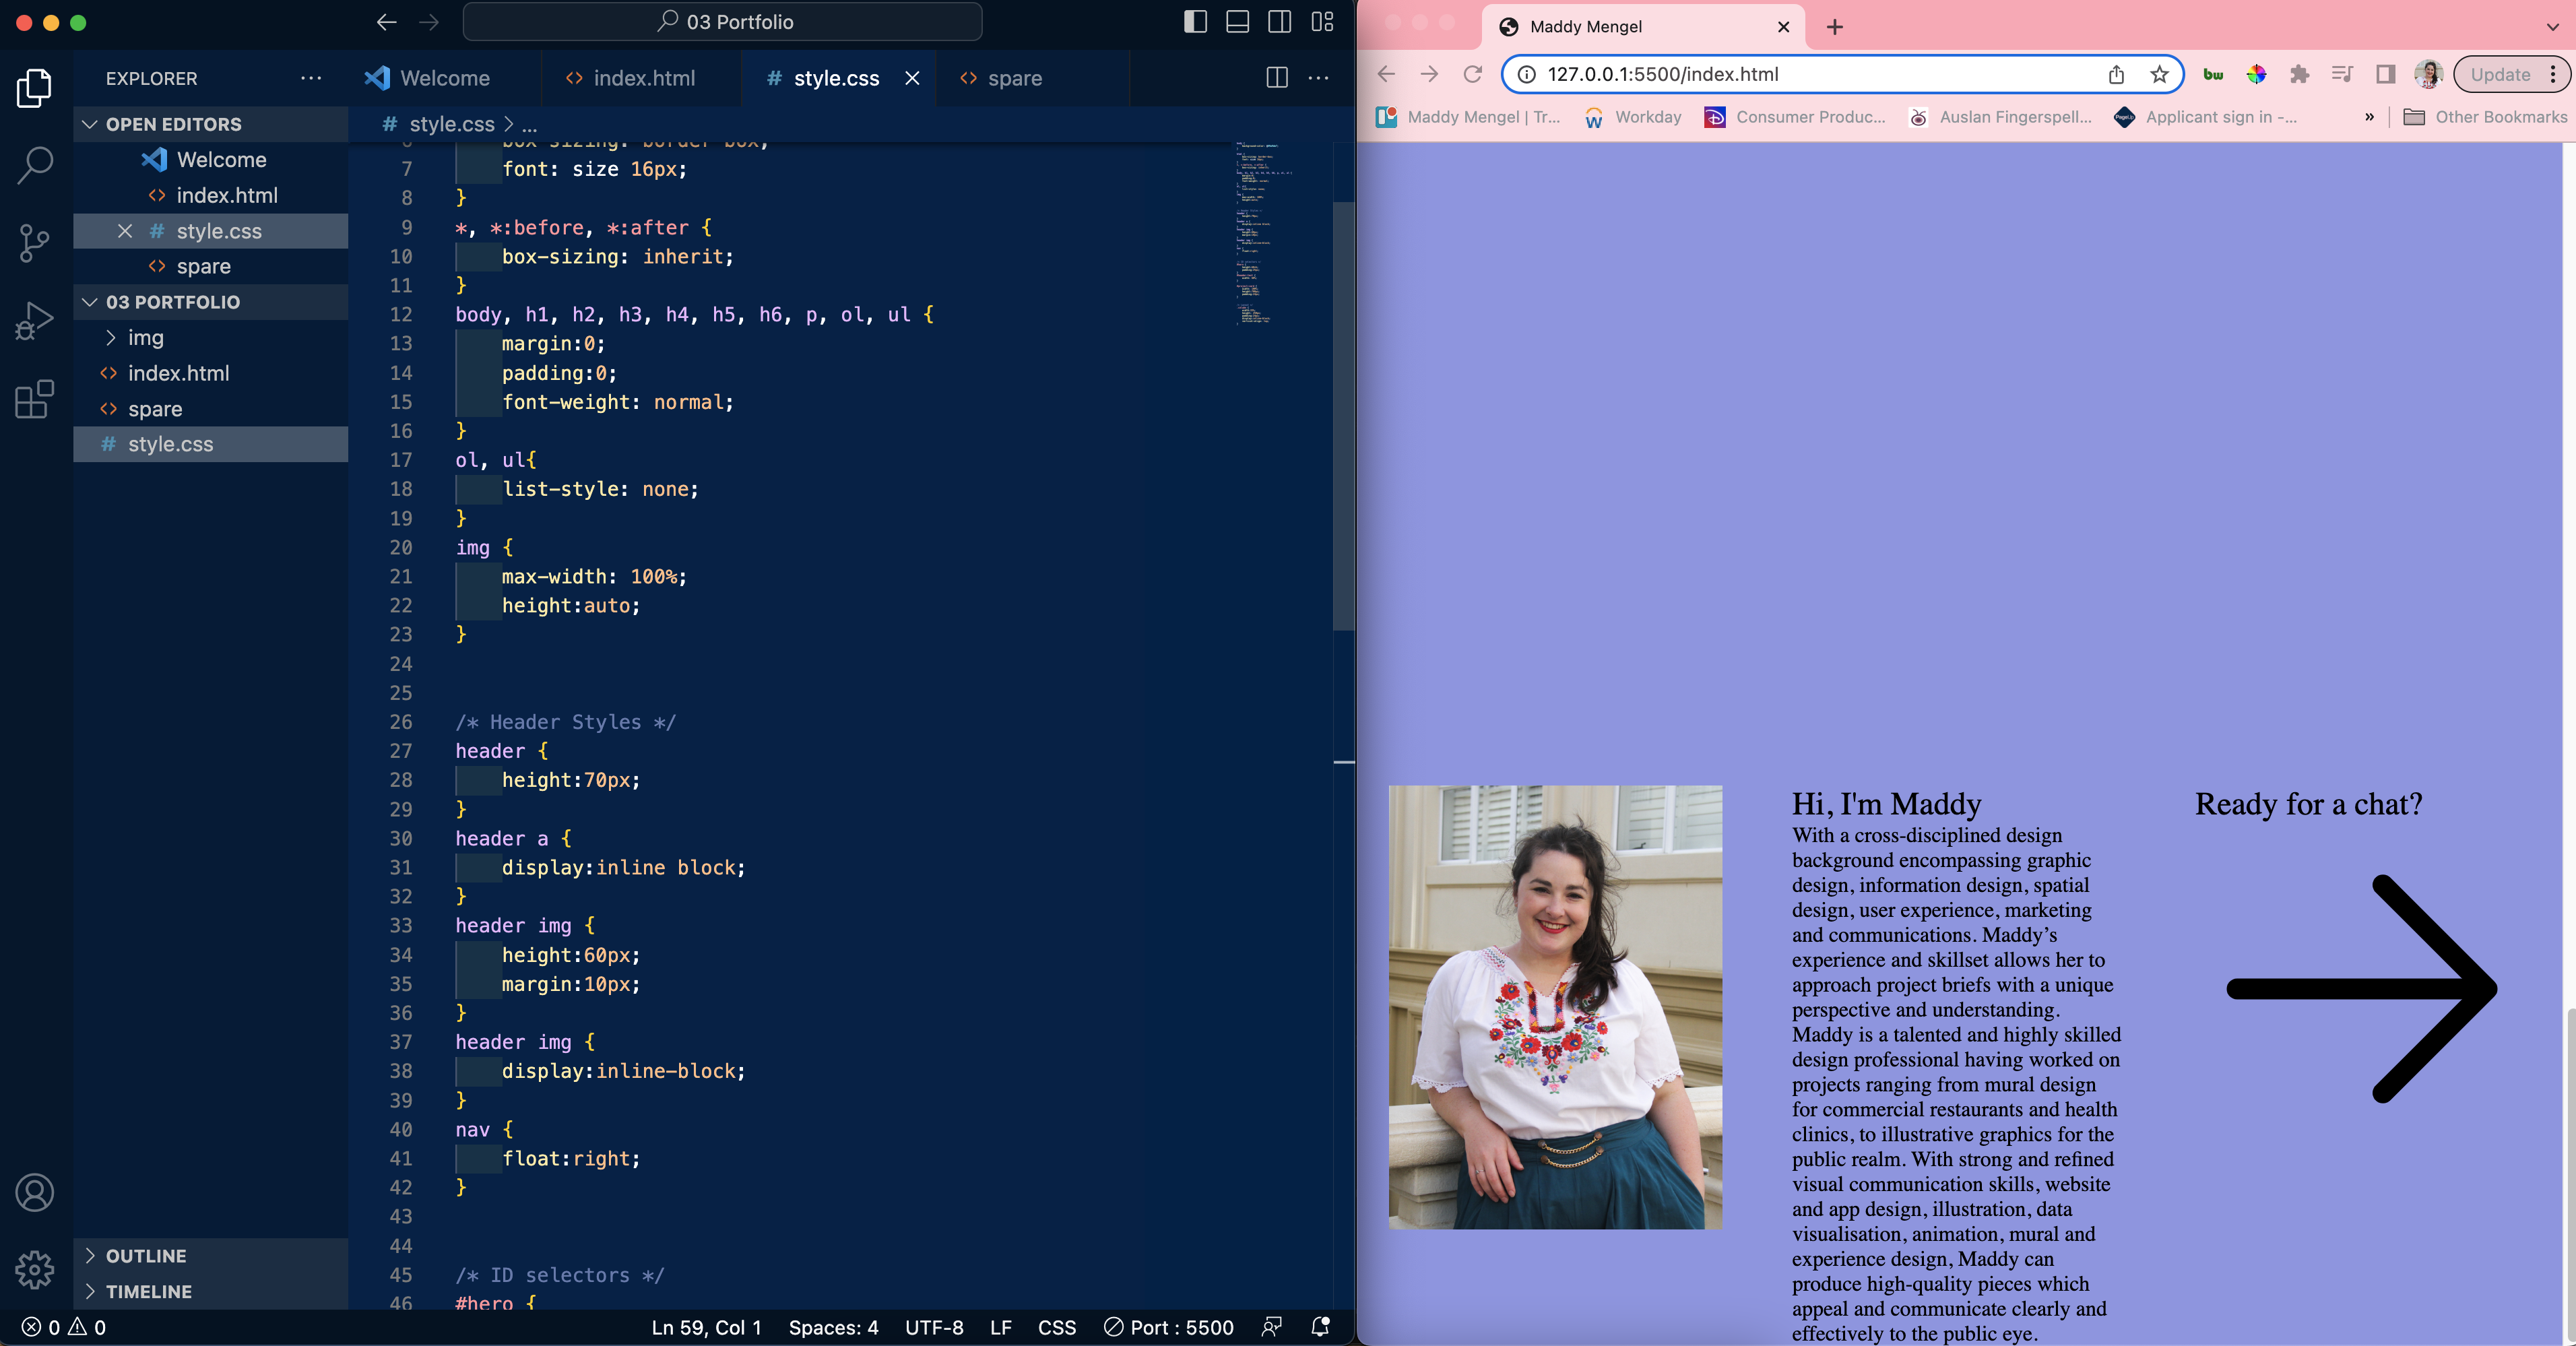 03 Portfolio
EXPLORER
Welcome
index.html
style.css
spare
OPEN EDITORS
Welcome
index.html
style.css
spare
03 PORTFOLIO
img
index.html
spare
style.css
OUTLINE
TIMELINE
# style.css > ...
box-sizing: border-box;
7 font: size 16px;
8 }
9 *, *:before, *:after {
10 box-sizing: inherit;
11 }
12 body, h1, h2, h3, h4, h5, h6, p, ol, ul {
13 margin:0;
14 padding:0;
15 font-weight: normal;
16 }
17 ol, ul{
18 list-style: none;
19 }
20 img {
21 max-width: 100%;
22 height:auto;
23 }
24
25
26 /* Header Styles */
27 header {
28 height:70px;
29 }
30 header a {
31 display:inline block;
32 }
33 header img {
34 height:60px;
35 margin:10px;
36 }
37 header img {
38 display:inline-block;
39 }
40 nav {
41 float:right;
42 }
43
44
45 /* ID selectors */
46 #hero {
0 0
Ln 59, Col 1
Spaces: 4
UTF-8
LF
CSS
Port : 5500
Maddy Mengel
127.0.0.1:5500/index.html
bw
Update
Maddy Mengel | Tr...
Workday
Consumer Produc...
Auslan Fingerspell...
Applicant sign in -...
»
Other Bookmarks
Hi, I'm Maddy
With a cross-disciplined design
background encompassing graphic
design, information design, spatial
design, user experience, marketing
and communications. Maddy’s
experience and skillset allows her to
approach project briefs with a unique
perspective and understanding.
Maddy is a talented and highly skilled
design professional having worked on
projects ranging from mural design
for commercial restaurants and health
clinics, to illustrative graphics for the
public realm. With strong and refined
visual communication skills, website
and app design, illustration, data
visualisation, animation, mural and
experience design, Maddy can
produce high-quality pieces which
appeal and communicate clearly and
effectively to the public eye.
Ready for a chat?